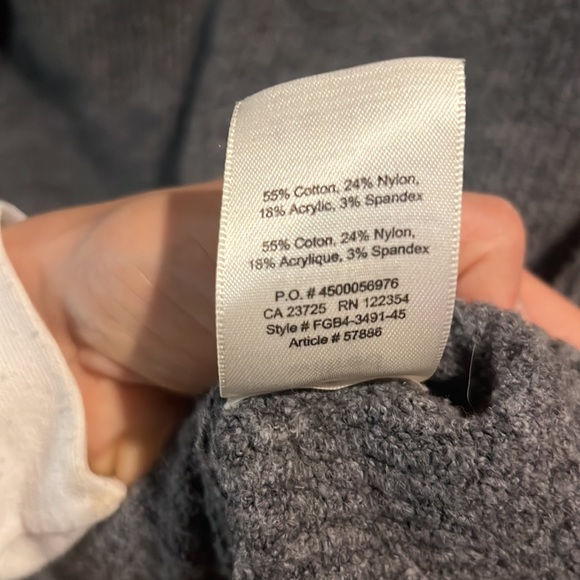 55% Cotton, 24% Nylon,
18% Acrylic, 3% Spandex
55% Coton, 24% Nylon,
18% Acrylique, 3% Spandex
P.O. # 4500056976
CA 23725 RN 122354
Style # FGB4-3491-45
Article # 57886